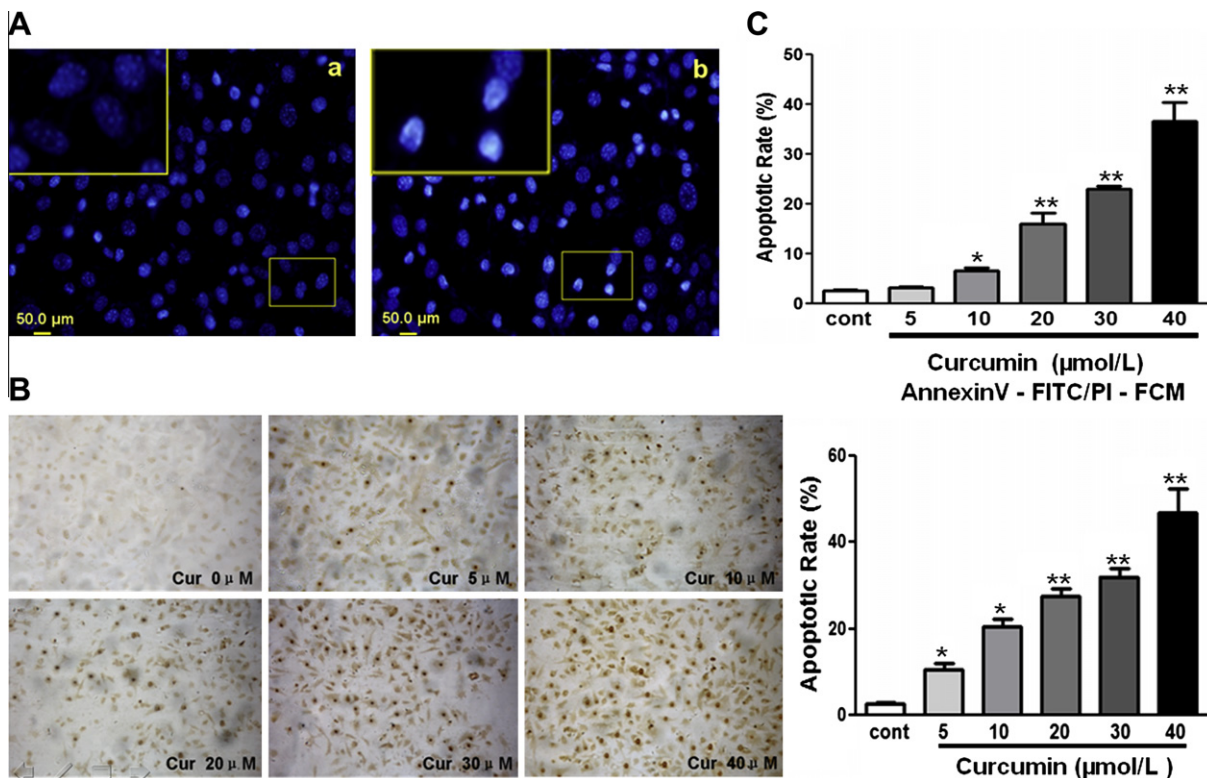 A
a
50.0 µm
b
50.0 µm
B
Cur 0 µ M
Cur 5 µ M
Cur 10 µ M
Cur 20 µ M
Cur 30 µ M
Cur 40 µ M
C
50
40
30
20
10
0
Apoptotic Rate (%)
*
**
**
**
cont 5 10 20 30 40
Curcumin (µmol/L)
AnnexinV - FITC/PI - FCM
60
40
20
0
Apoptotic Rate (%)
*
*
**
**
**
cont 5 10 20 30 40
Curcumin (µmol/L )